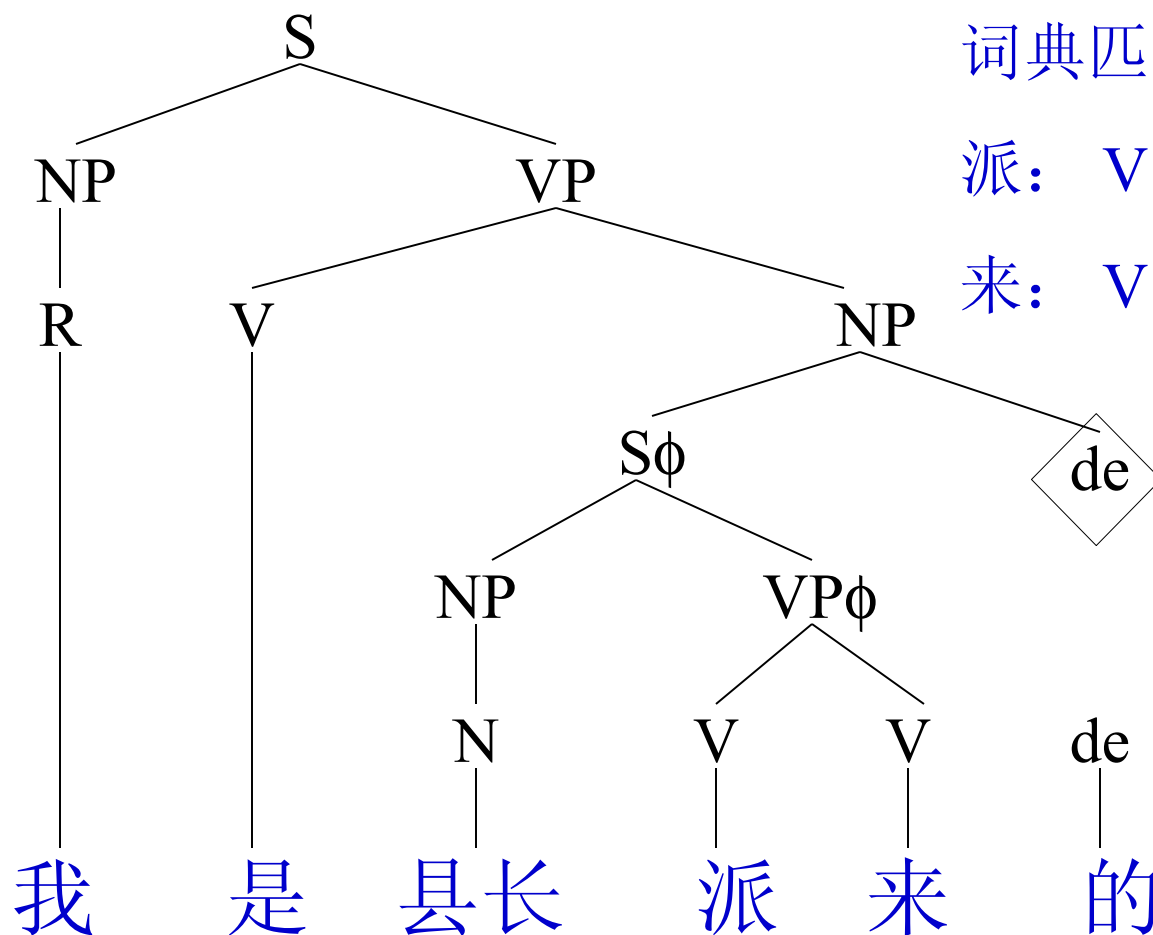 S
词典匹
NP VP
派： V
来： V
R V NP
Sϕ de
NP VPϕ
N V V de
我 是 县长 派 来 的